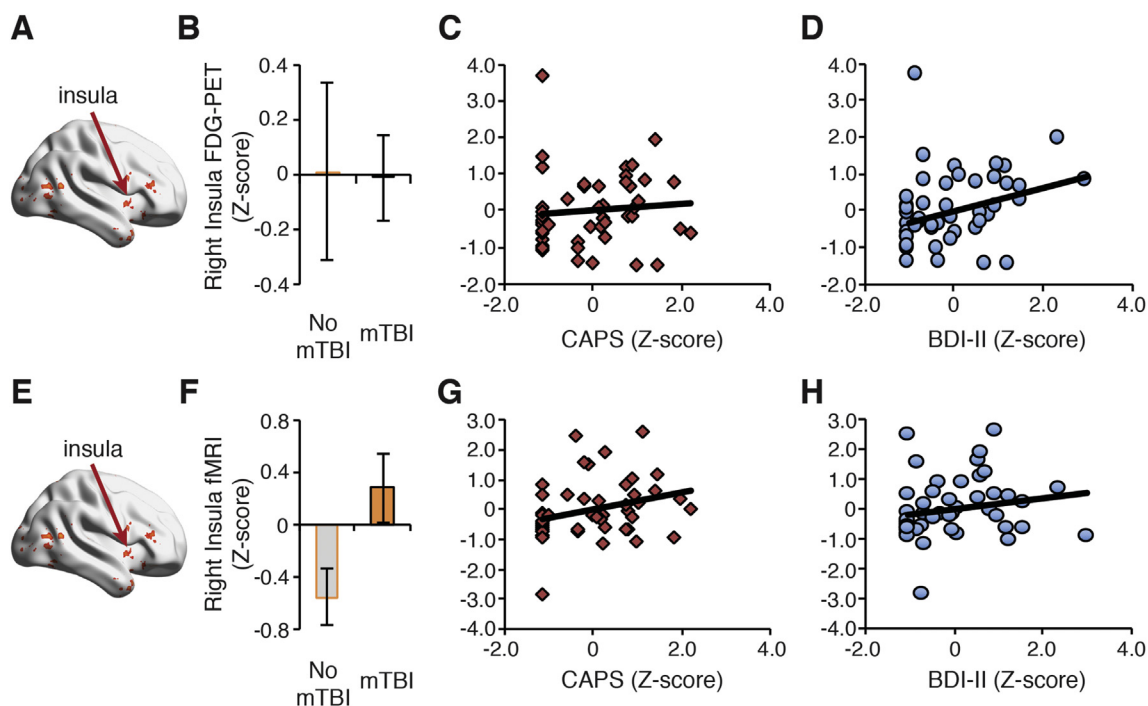 A
insula
B
Right Insula FDG-PET
(Z-score)
0.4
0.2
0
-0.2
-0.4
No
mTBI
mTBI
C
4.0
3.0
2.0
1.0
0
-1.0
-2.0
-2.0
0
2.0
4.0
CAPS (Z-score)
D
4.0
3.0
2.0
1.0
0
-1.0
-2.0
-2.0
0
2.0
4.0
BDI-II (Z-score)
E
insula
F
Right Insula fMRI
(Z-score)
0.8
0.4
0
-0.4
-0.8
No
mTBI
mTBI
G
3.0
2.0
1.0
0
-1.0
-2.0
-3.0
-4.0
-2.0
0
2.0
4.0
CAPS (Z-score)
H
3.0
2.0
1.0
0
-1.0
-2.0
-3.0
-4.0
-2.0
0
2.0
4.0
BDI-II (Z-score)